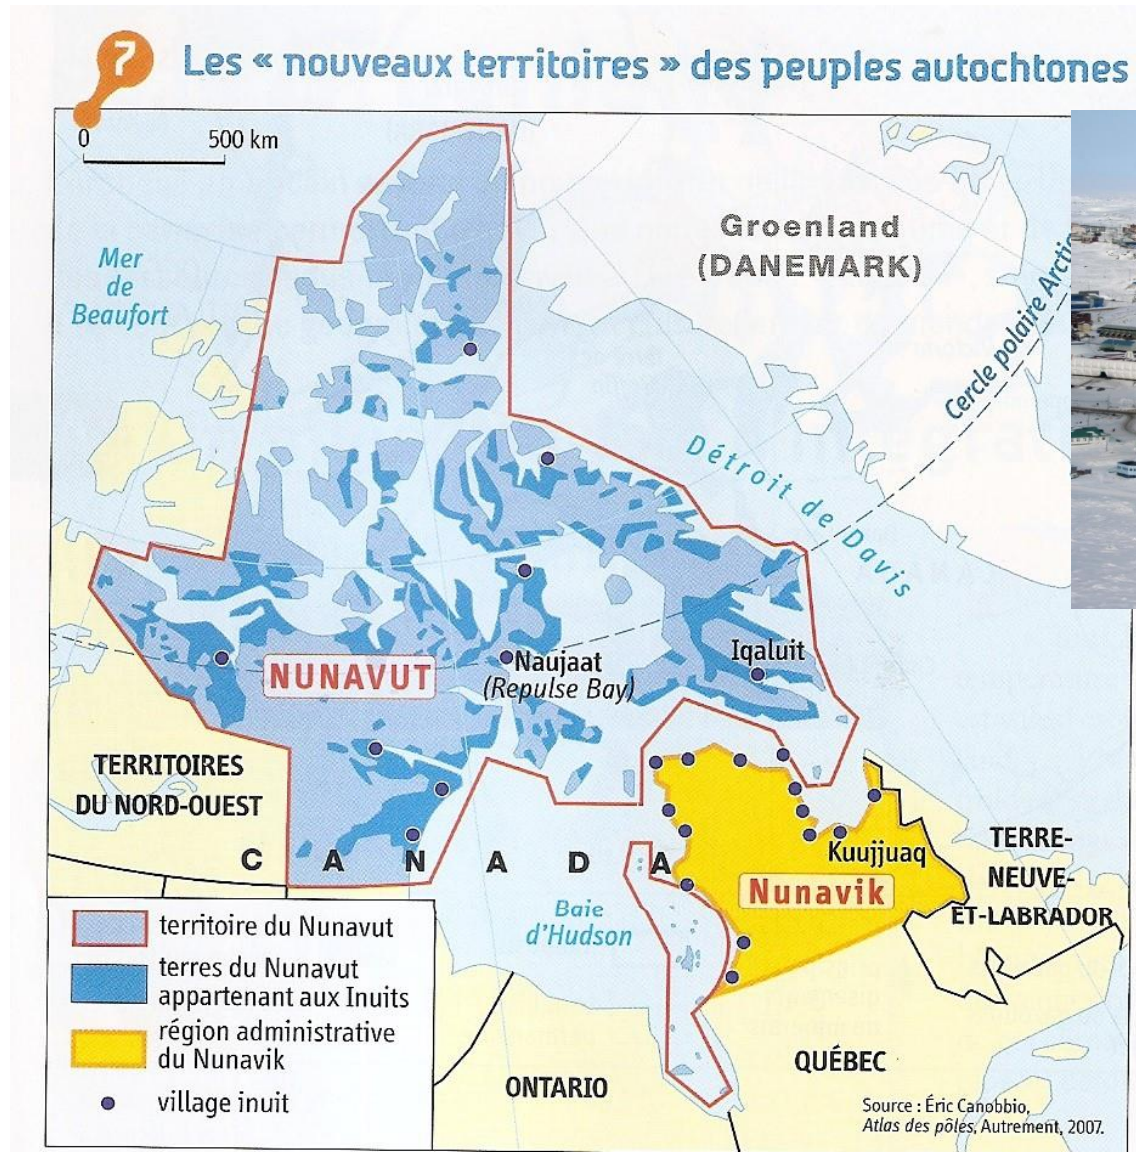 7
Les « nouveaux territoires » des peuples autochtones
0 500 km
Groenland
(DANEMARK)
Mer
de
Beaufort
Cercle polaire Arctic
Détroit de Davis
NUNAVUT
Naujaat
(Repulse Bay)
Iqaluit
TERRITOIRES
DU NORD-OUEST
CANADA
Kuujjuaq
Nunavik
TERRE-
NEUVE-
ET-LABRADOR
Baie
d'Hudson
territoire du Nunavut
terres du Nunavut
appartenant aux Inuits
région administrative
du Nunavik
village inuit
ONTARIO
QUÉBEC
Source : Éric Canobbio,
Atlas des pôles, Autrement, 2007.